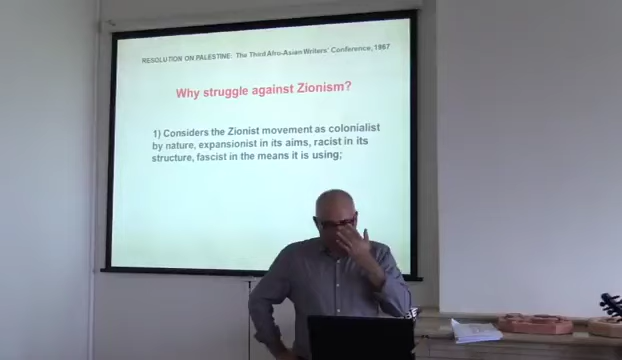 RESOLUTION ON PALESTINE: The Third Afro-Asian Writers' Conference, 1967
Why struggle against Zionism?
1) Considers the Zionist movement as colonialist
by nature, expansionist in its aims, racist in its
structure, fascist in the means it is using;